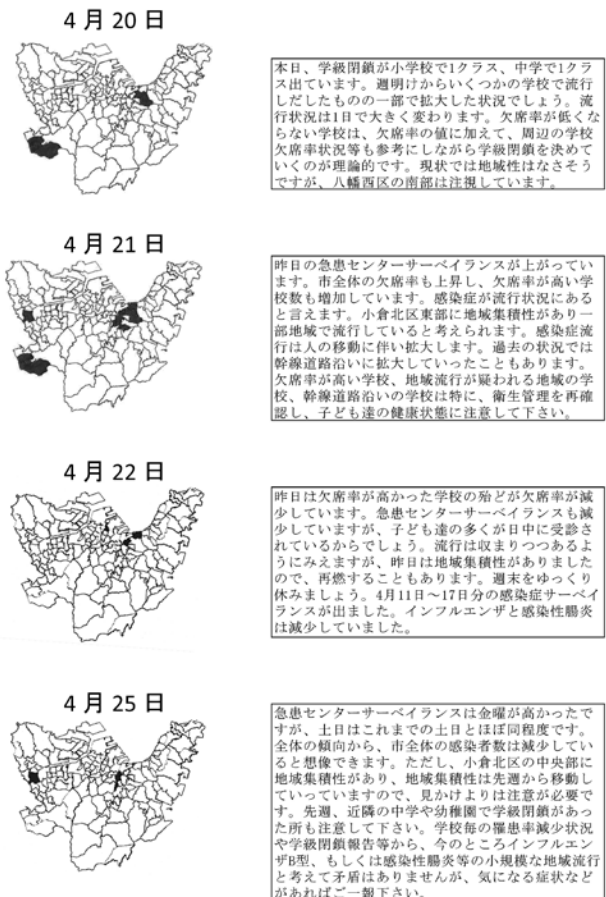 4月20日
本日、学級閉鎖が小学校で1クラス、中学で1クラ
ス出ています。週明けからいくつかの学校で流行
しだしたものの一部で拡大した状況でしょう。流
行状況は1日で大きく変わります。欠席率が低くな
らない学校は、欠席率の値に加えて、周辺の学校
欠席率状況等も参考にしながら学級閉鎖を決めて
いくのが理論的です。現状では地域性はなさそう
ですが、八幡西区の南部は注視しています。
4月21日
昨日の急患センターサーベイランスが上がってい
ます。市全体の欠席率も上昇し、欠席率が高い学
校数も増加しています。感染症が流行状況にある
と言えます。小倉北区東部に地域集積性があり一
部地域で流行していると考えられます。感染症流
行は人の移動に伴い拡大します。過去の状況では
幹線道路沿いに拡大していったこともあります。
欠席率が高い学校、地域流行が疑われる地域の学
校、幹線道路沿いの学校は特に、衛生管理を再確
認し、子ども達の健康状態に注意して下さい。
4月22日
昨日は欠席率が高かった学校の殆どが欠席率が減
少しています。急患センターサーベイランスも減
少していますが、子ども達の多くが日中に受診さ
れているからでしょう。流行は収まりつつあるよ
うにみえますが、昨日は地域集積性がありました
ので、再燃することもあります。週末をゆっくり
休みましょう。4月11日～17日分の感染症サーベイ
ランスが出ました。インフルエンザと感染性腸炎
は減少していました。
4月25日
急患センターサーベイランスは金曜が高かったで
すが、土日はこれまでの土日とほぼ同程度です。
全体の傾向から、市全体の感染者数は減少してい
ると想像できます。ただし、小倉北区の中央部に
地域集積性があり、地域集積性は先週から移動し
ていっていますので、見かけよりは注意が必要で
す。先週、近隣の中学や幼稚園で学級閉鎖があっ
た所も注意して下さい。学校毎の罹患率減少状況
や学級閉鎖報告等から、今のところインフルエン
ザB型、もしくは感染性腸炎等の小規模な地域流行
と考えて矛盾はありませんが、気になる症状など
があればご一報下さい。